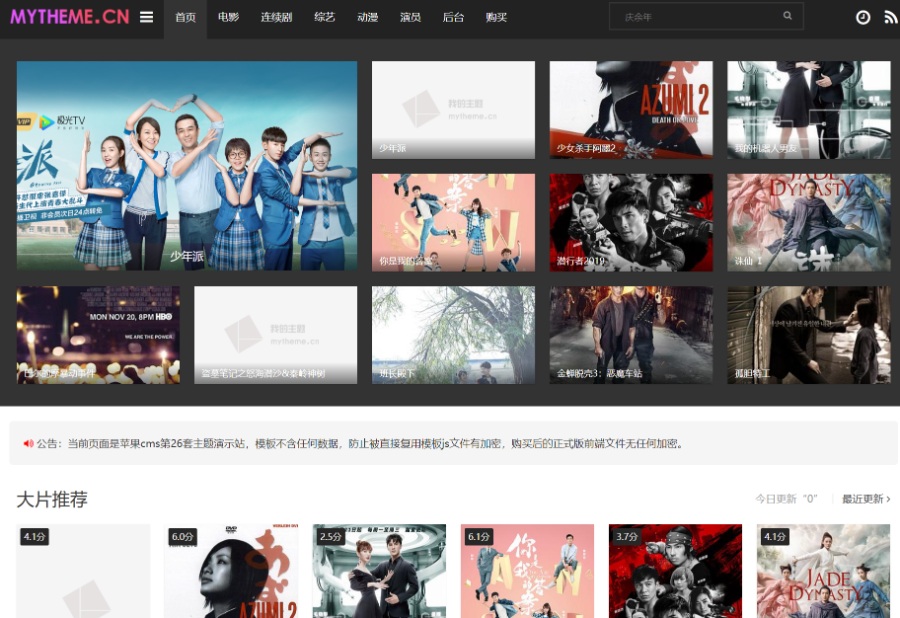 MYTHEME.CN
首页 电影 连续剧 综艺 动漫 演员 后台 购买
庆余年
VIP 极光TV
派
少年派
我的主题
mytheme.cn
少年派
AZUMI 2
DEATH OR LOVE
少女杀手阿墨2
我的机器人男友
你是我的答案
潜行者2019
JADE DYNASTY
诛仙 Ⅰ
MON NOV 20, 8PM HBO
WE ARE THE POWER
我的主题
mytheme.cn
盗墓笔记之怒海潜沙&秦岭神树
班长殿下
金蝉脱壳3：恶魔车站
孤胆特工
公告：当前页面是苹果cms第26套主题演示站，模板不含任何数据，防止被直接复用模板js文件有加密，购买后的正式版前端文件无任何加密。
大片推荐
今日更新 “0” 最近更新
4.1分
6.0分
2.5分
6.1分
3.7分
4.1分
DVD
AZUMI 2
JADE
DYNASTY